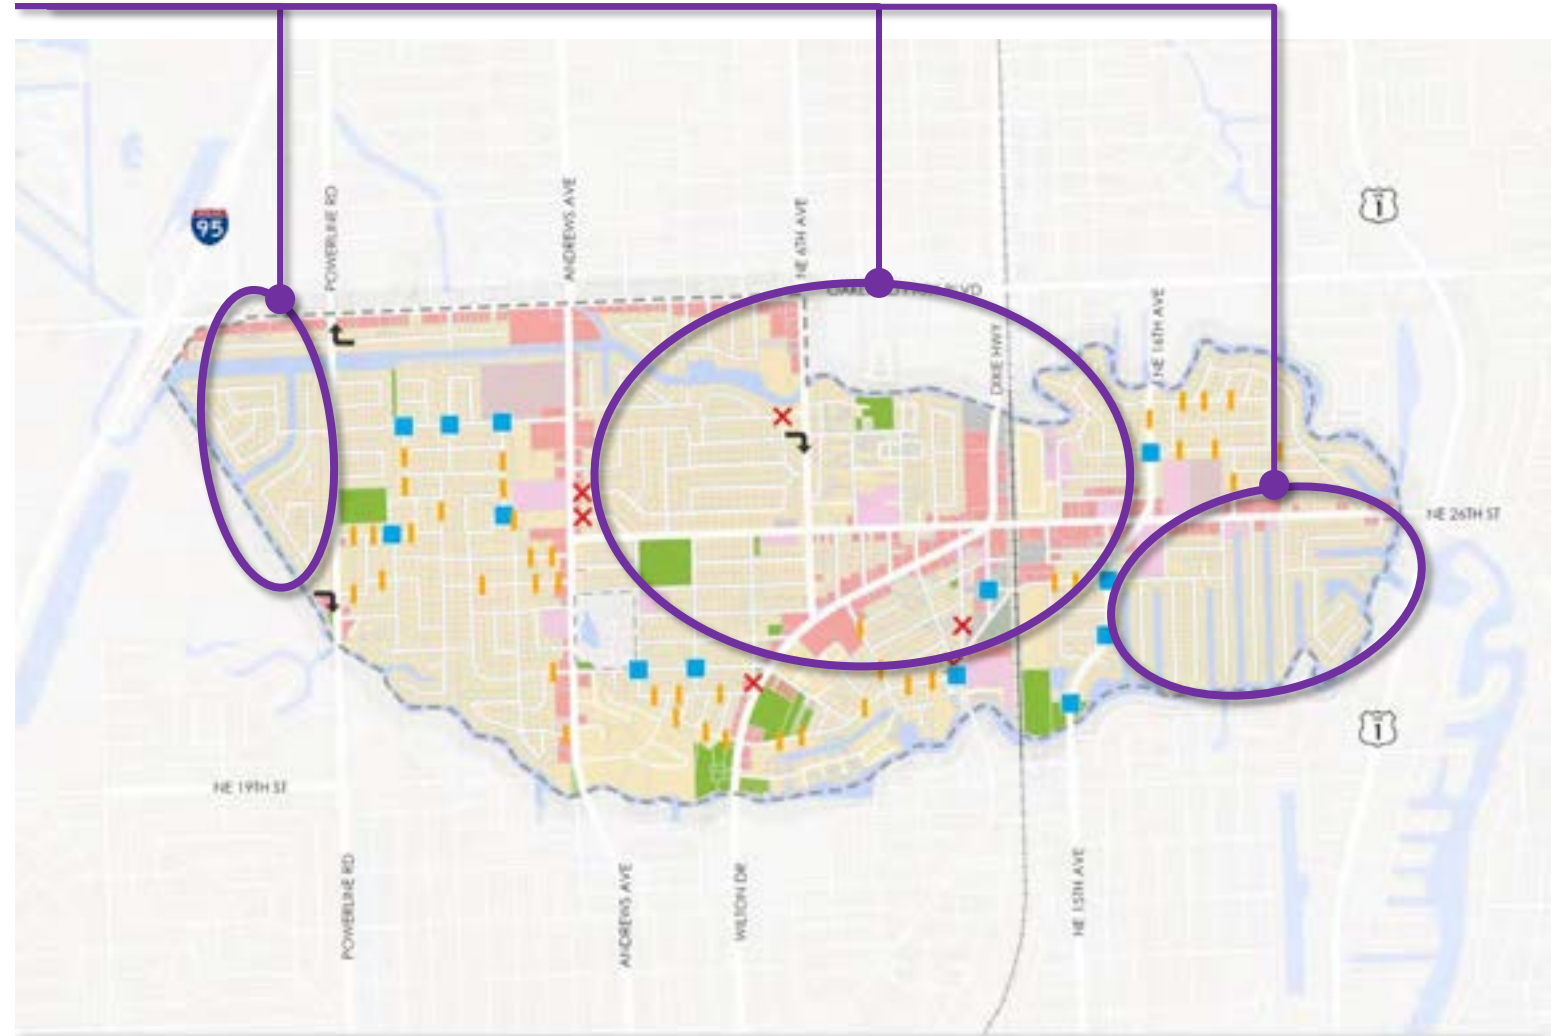 POWERLINE RD
ANDREWS AVE
NE 6TH AVE
1
95
BLVD
DIXIE HWY
NE 16TH AVE
NE 26TH ST
1
NE 19TH ST
POWERLINE RD
ANDREWS AVE
WILTON DR
NE 15TH AVE